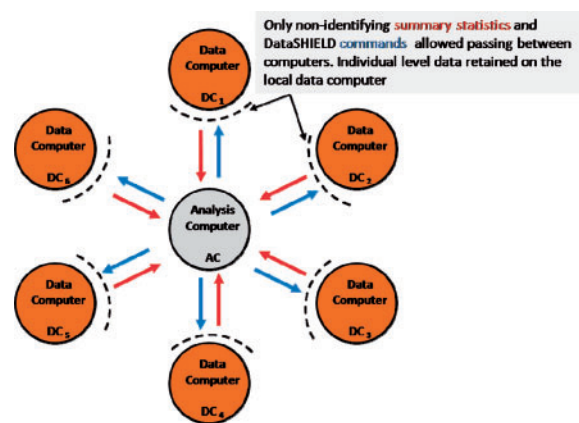 Only non-identifying summary statistics and
DataSHIELD commands allowed passing between
computers. Individual level data retained on the
local data computer
Data
Computer
DC1
Data
Computer
DC2
Data
Computer
DC3
Data
Computer
DC4
Data
Computer
DC5
Data
Computer
DC6
Analysis
Computer
AC